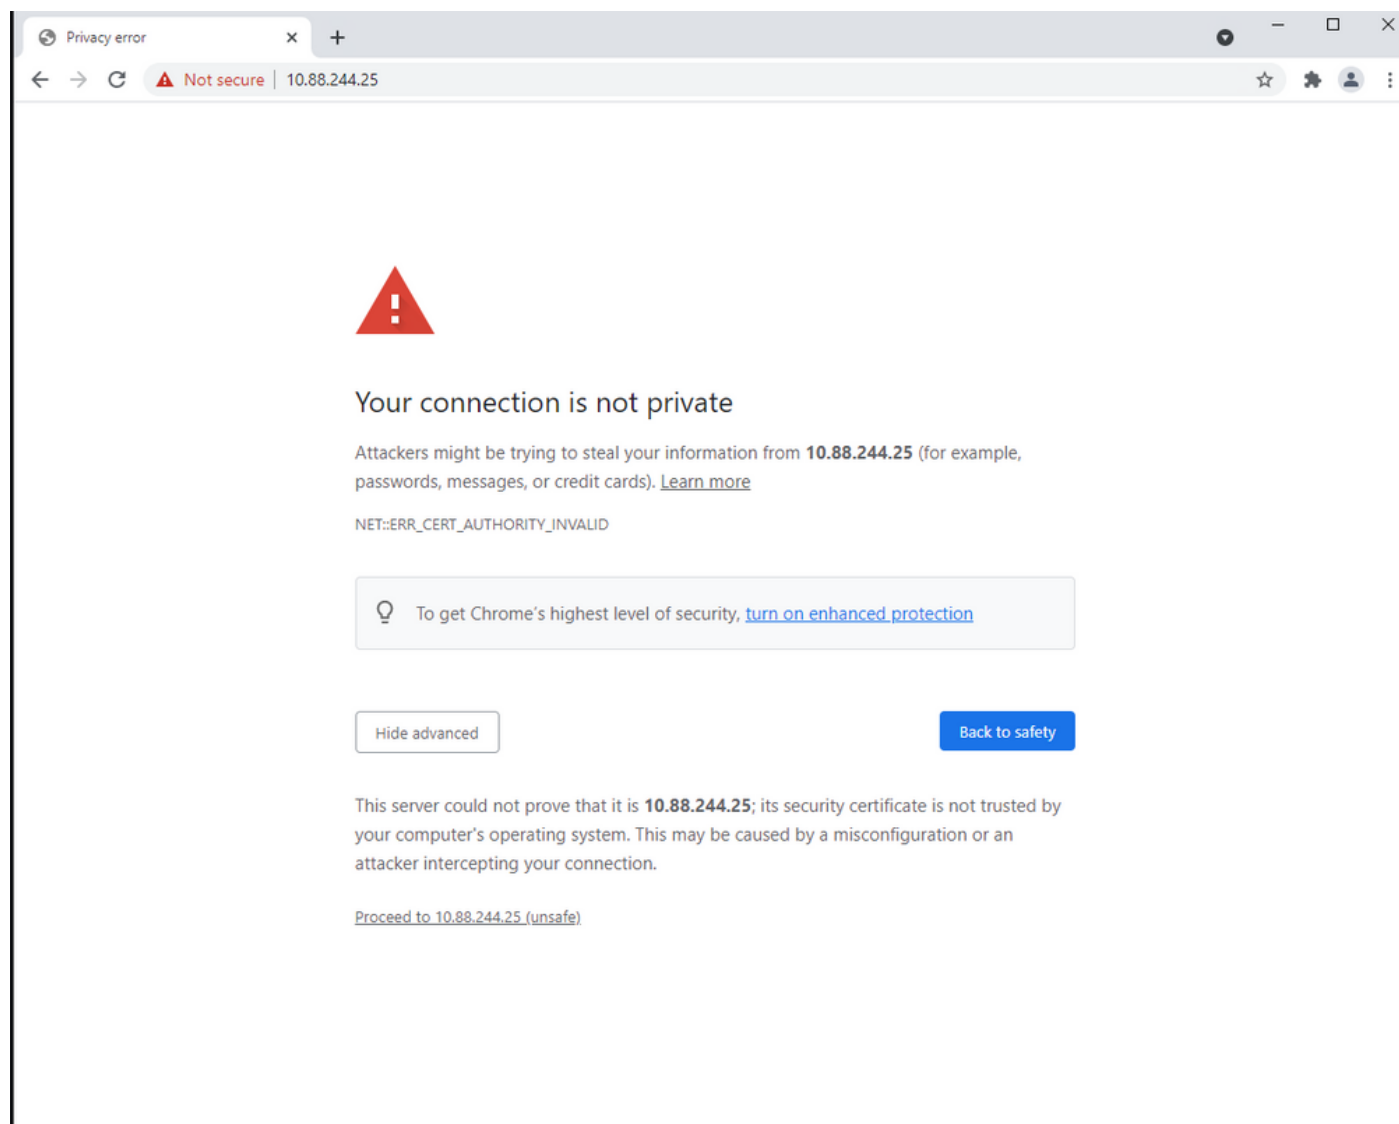 Privacy error
Not secure | 10.88.244.25
Your connection is not private
Attackers might be trying to steal your information from 10.88.244.25 (for example,
passwords, messages, or credit cards). Learn more
NET::ERR_CERT_AUTHORITY_INVALID
To get Chrome's highest level of security, turn on enhanced protection
Hide advanced
Back to safety
This server could not prove that it is 10.88.244.25; its security certificate is not trusted by
your computer's operating system. This may be caused by a misconfiguration or an
attacker intercepting your connection.
Proceed to 10.88.244.25 (unsafe)